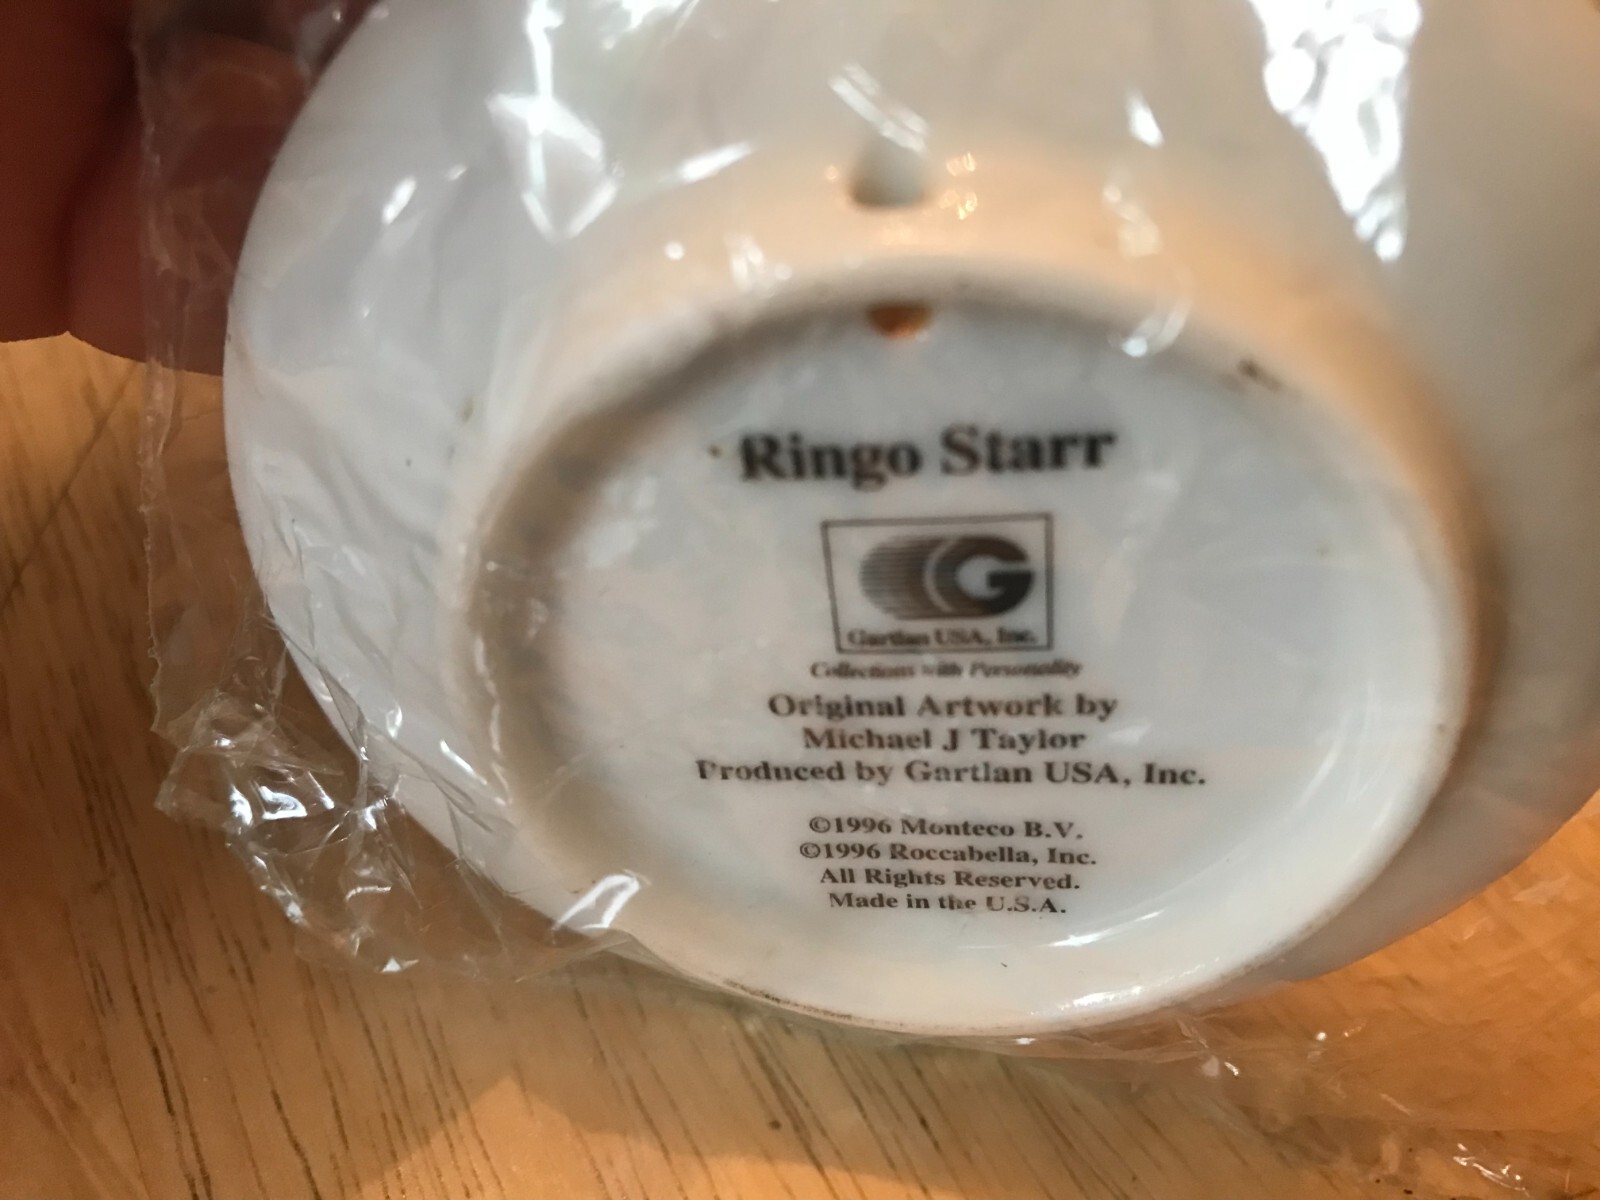 Ringo Starr
G
Gartlan USA, Inc.
Collections with Personality
Original Artwork by
Michael J Taylor
Produced by Gartlan USA, Inc.
©1996 Monteco B.V.
©1996 Roccabella, Inc.
All Rights Reserved.
Made in the U.S.A.